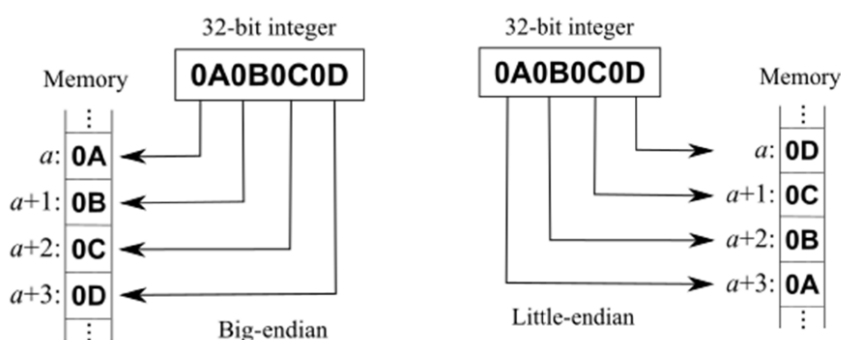 32-bit integer
0A0B0C0D
Memory
⋮
a: 0A
a+1: 0B
a+2: 0C
a+3: 0D
⋮
Big-endian
32-bit integer
0A0B0C0D
Memory
⋮
a: 0D
a+1: 0C
a+2: 0B
a+3: 0A
⋮
Little-endian